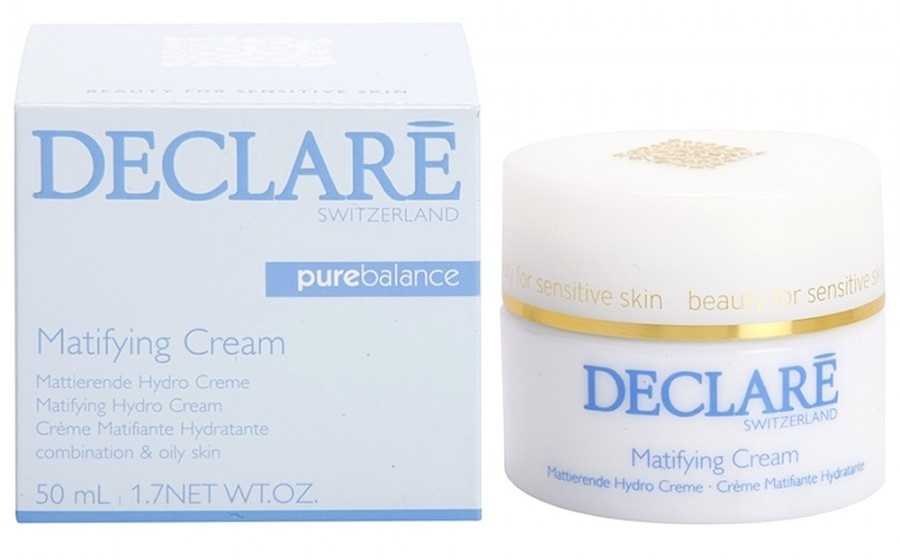 BEAUTY FOR SENSITIVE SKIN
DECLARĒ
SWITZERLAND
purebalance
Matifying Cream
Mattierende Hydro Creme
Matifying Hydro Cream
Crème Matifiante Hydratante
combination & oily skin
50 mL 1.7NET WT.OZ.
for sensitive skin beauty for sensitive
DECLARĒ
SWITZERLAND
Matifying Cream
Mattierende Hydro Creme · Crème Matifiante Hydratante